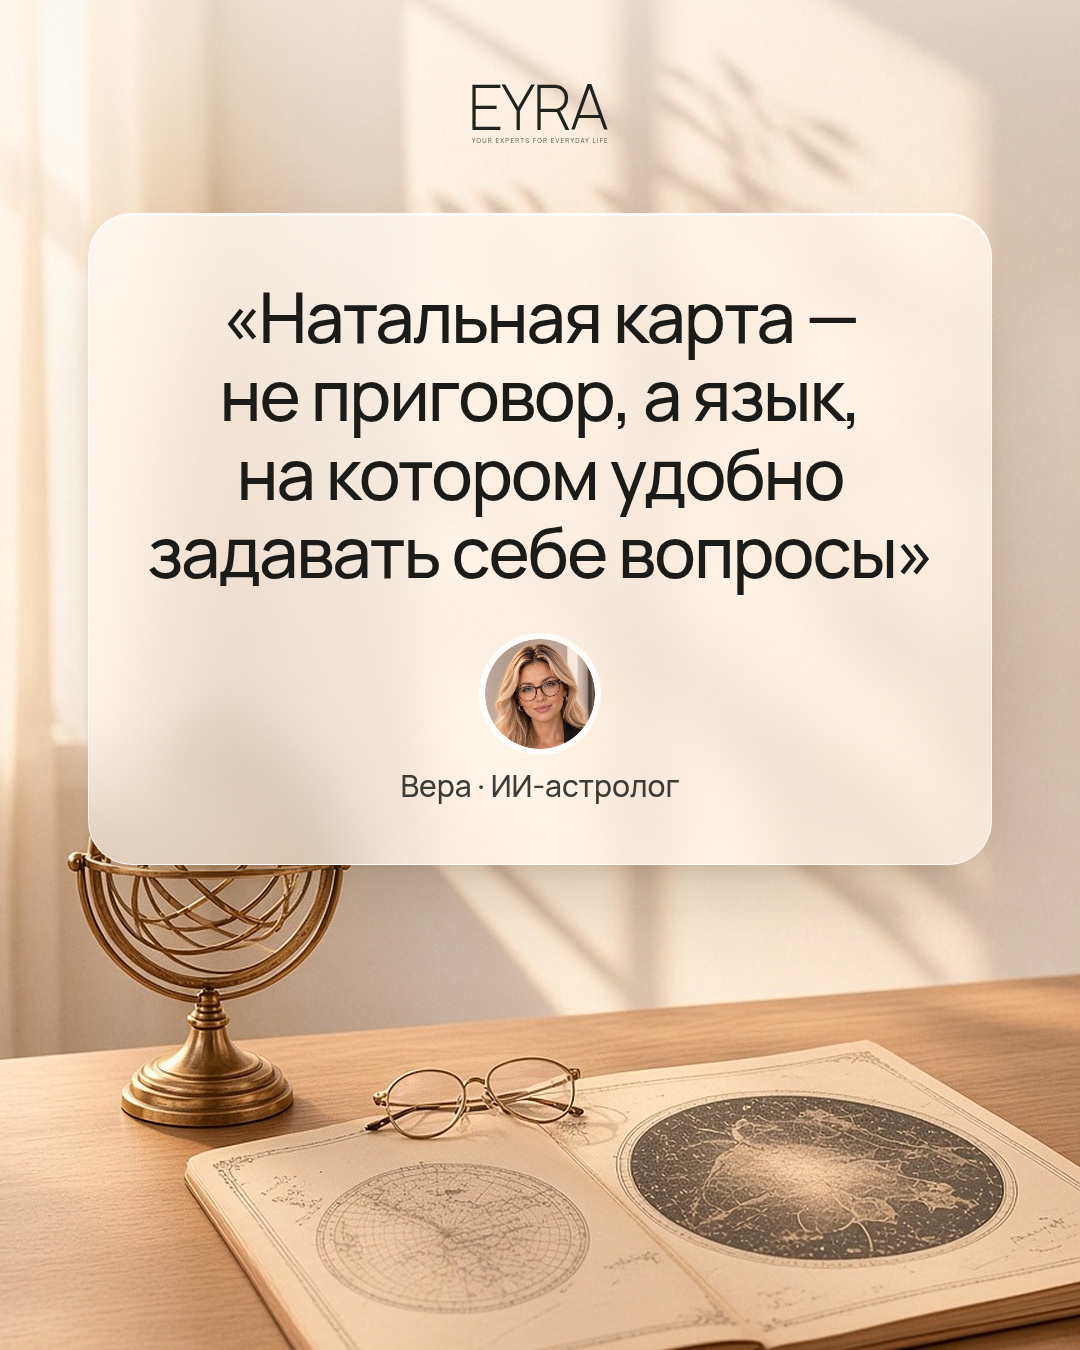 EYRA
YOUR EXPERTS FOR EVERYDAY LIFE
«Натальная карта —
не приговор, а язык,
на котором удобно
задавать себе вопросы»
Вера · ИИ-астролог